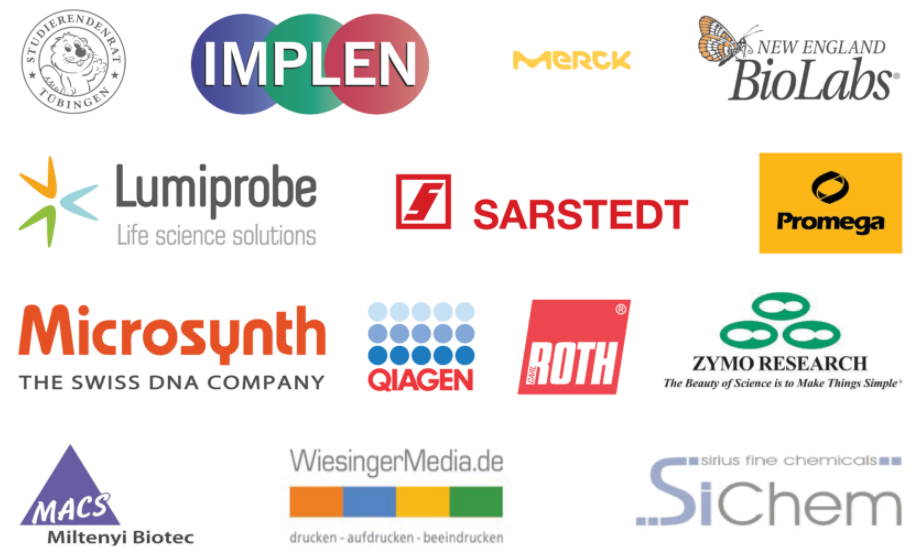 STUDIERENDENRAT
TÜBINGEN
IMPLEN
MERCK
NEW ENGLAND
BioLabs®
Lumiprobe
Life science solutions
SARSTEDT
Promega
Microsynth
THE SWISS DNA COMPANY
QIAGEN
®
CARL ROTH
ZYMO RESEARCH
The Beauty of Science is to Make Things Simple®
MACS
Miltenyi Biotec
WiesingerMedia.de
drucken - aufdrucken - beeindrucken
sirius fine chemicals
SiChem